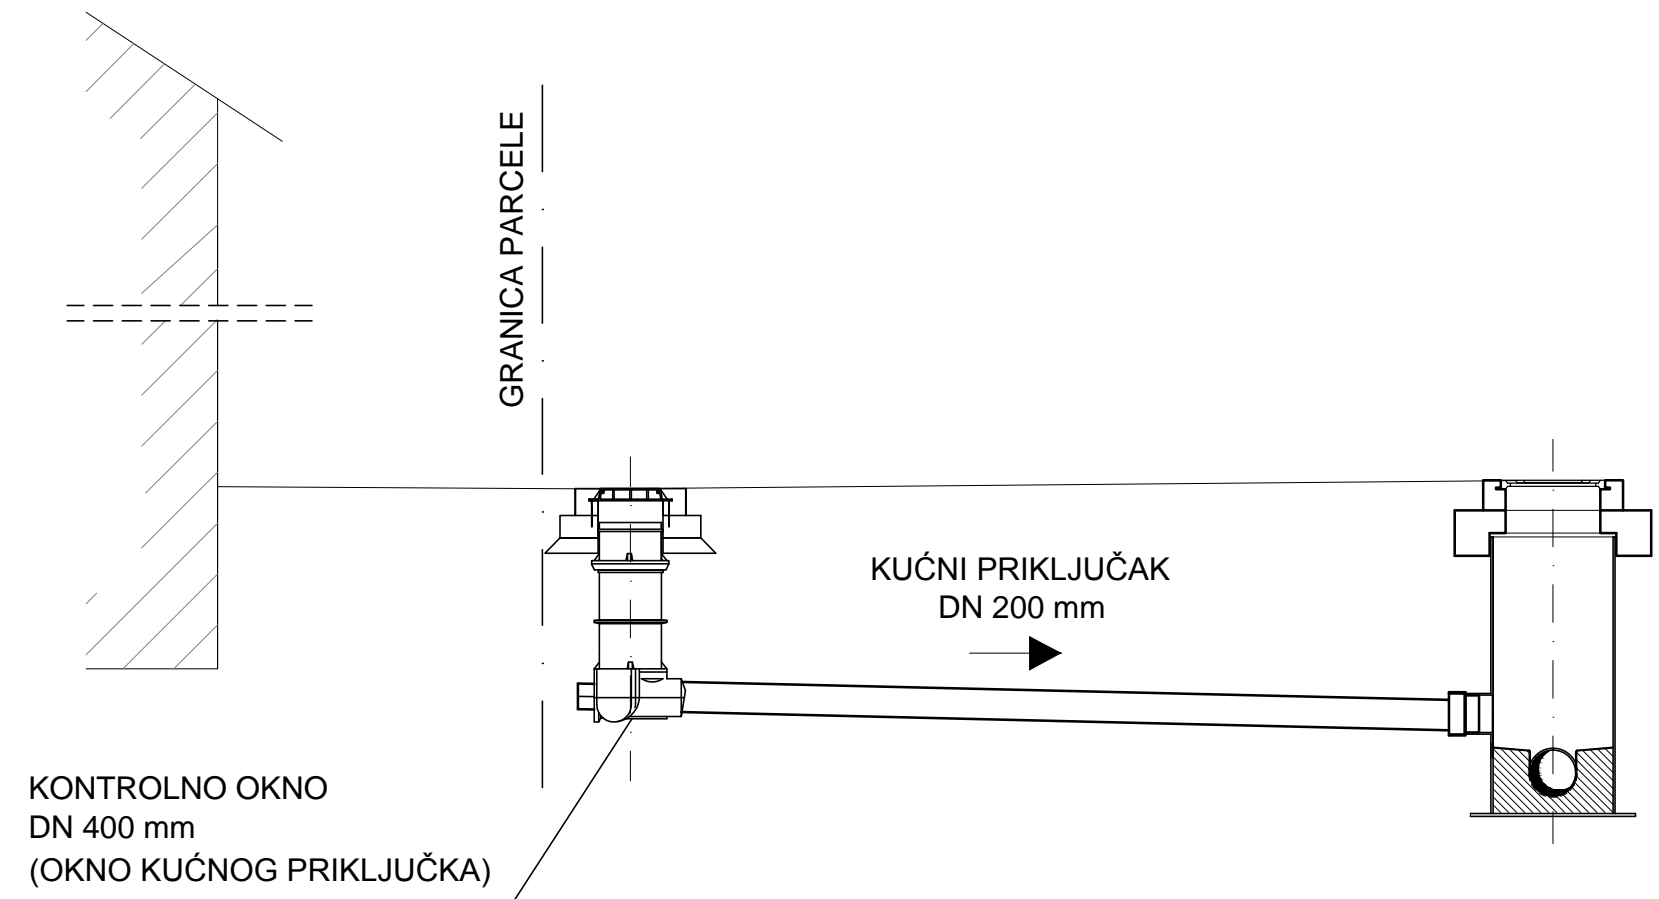 GRANICA PARCELE
KUĆNI PRIKLJUČAK
DN 200 mm
KONTROLNO OKNO
DN 400 mm
(OKNO KUĆNOG PRIKLJUČKA)